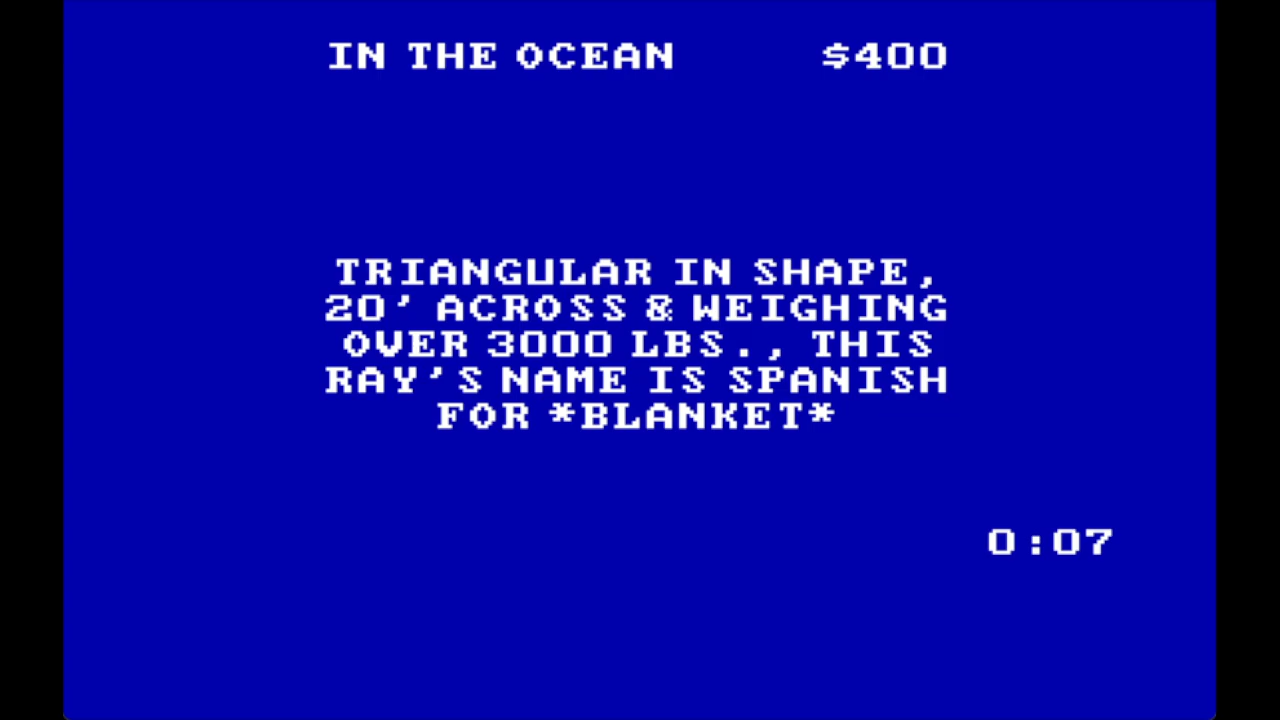 IN THE OCEAN $400
TRIANGULAR IN SHAPE,
20' ACROSS & WEIGHING
OVER 3000 LBS., THIS
RAY'S NAME IS SPANISH
FOR *BLANKET*
0:07